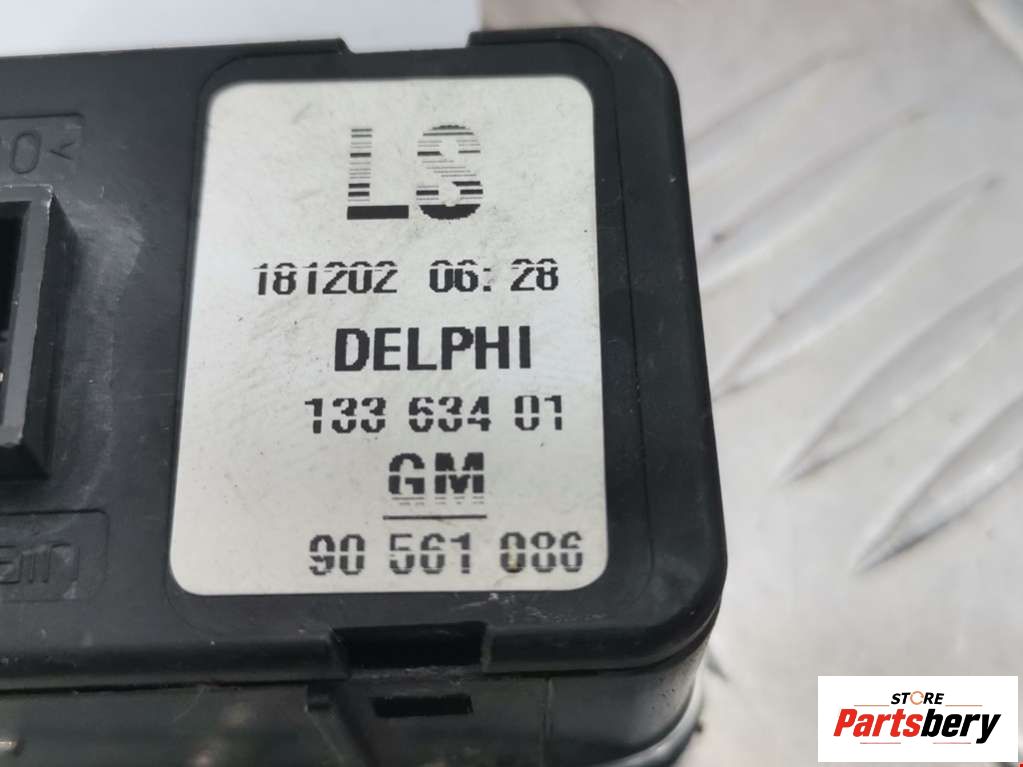 LS
181202 06:28
DELPHI
133 634 01
GM
90 561 086
STORE
Partsbery